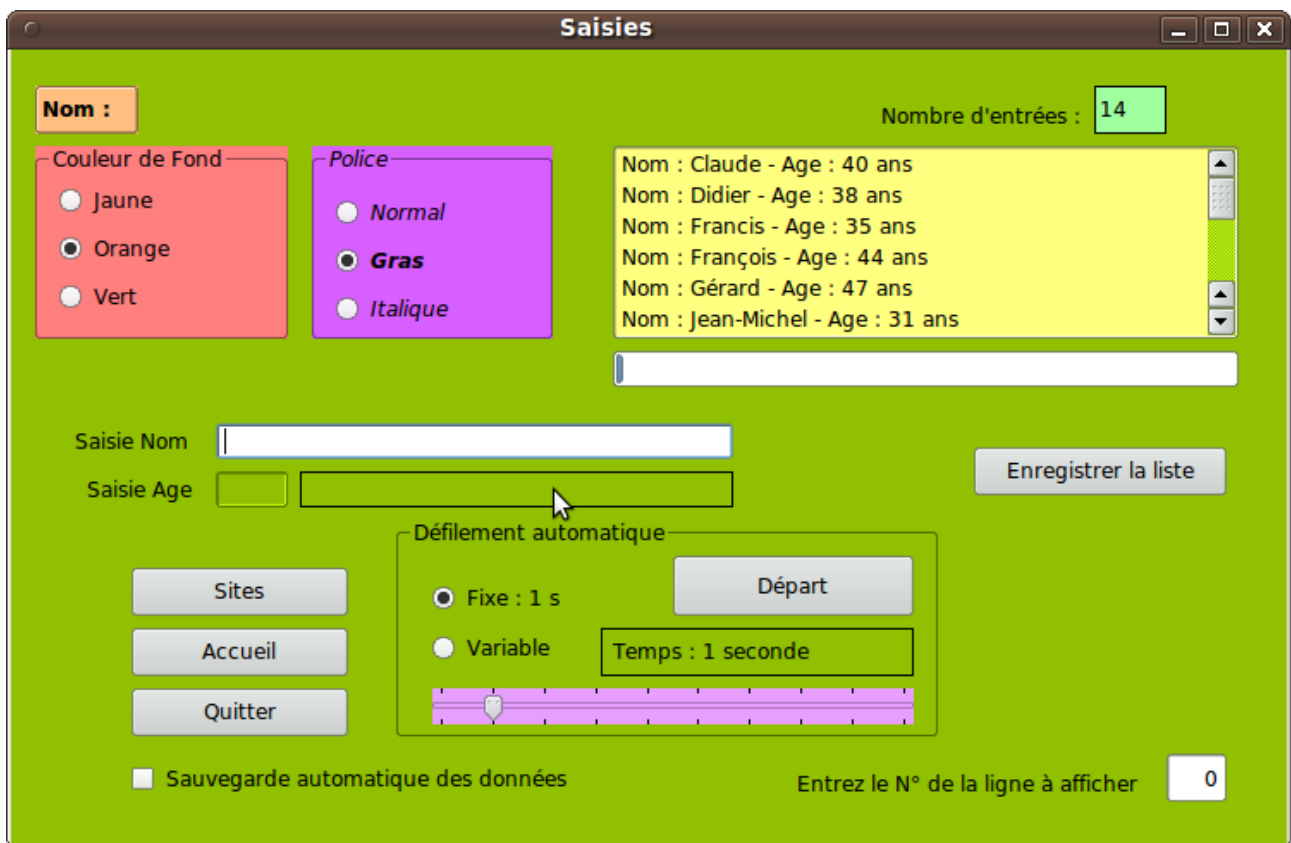 Saisies
Nom :
Nombre d'entrées :
14
Couleur de Fond
Jaune
Orange
Vert
Police
Normal
Gras
Italique
Nom : Claude - Age : 40 ans
Nom : Didier - Age : 38 ans
Nom : Francis - Age : 35 ans
Nom : François - Age : 44 ans
Nom : Gérard - Age : 47 ans
Nom : Jean-Michel - Age : 31 ans
Saisie Nom
Saisie Age
Enregistrer la liste
Défilement automatique
Fixe : 1 s
Départ
Variable
Temps : 1 seconde
Sites
Accueil
Quitter
Sauvegarde automatique des données
Entrez le N° de la ligne à afficher
0